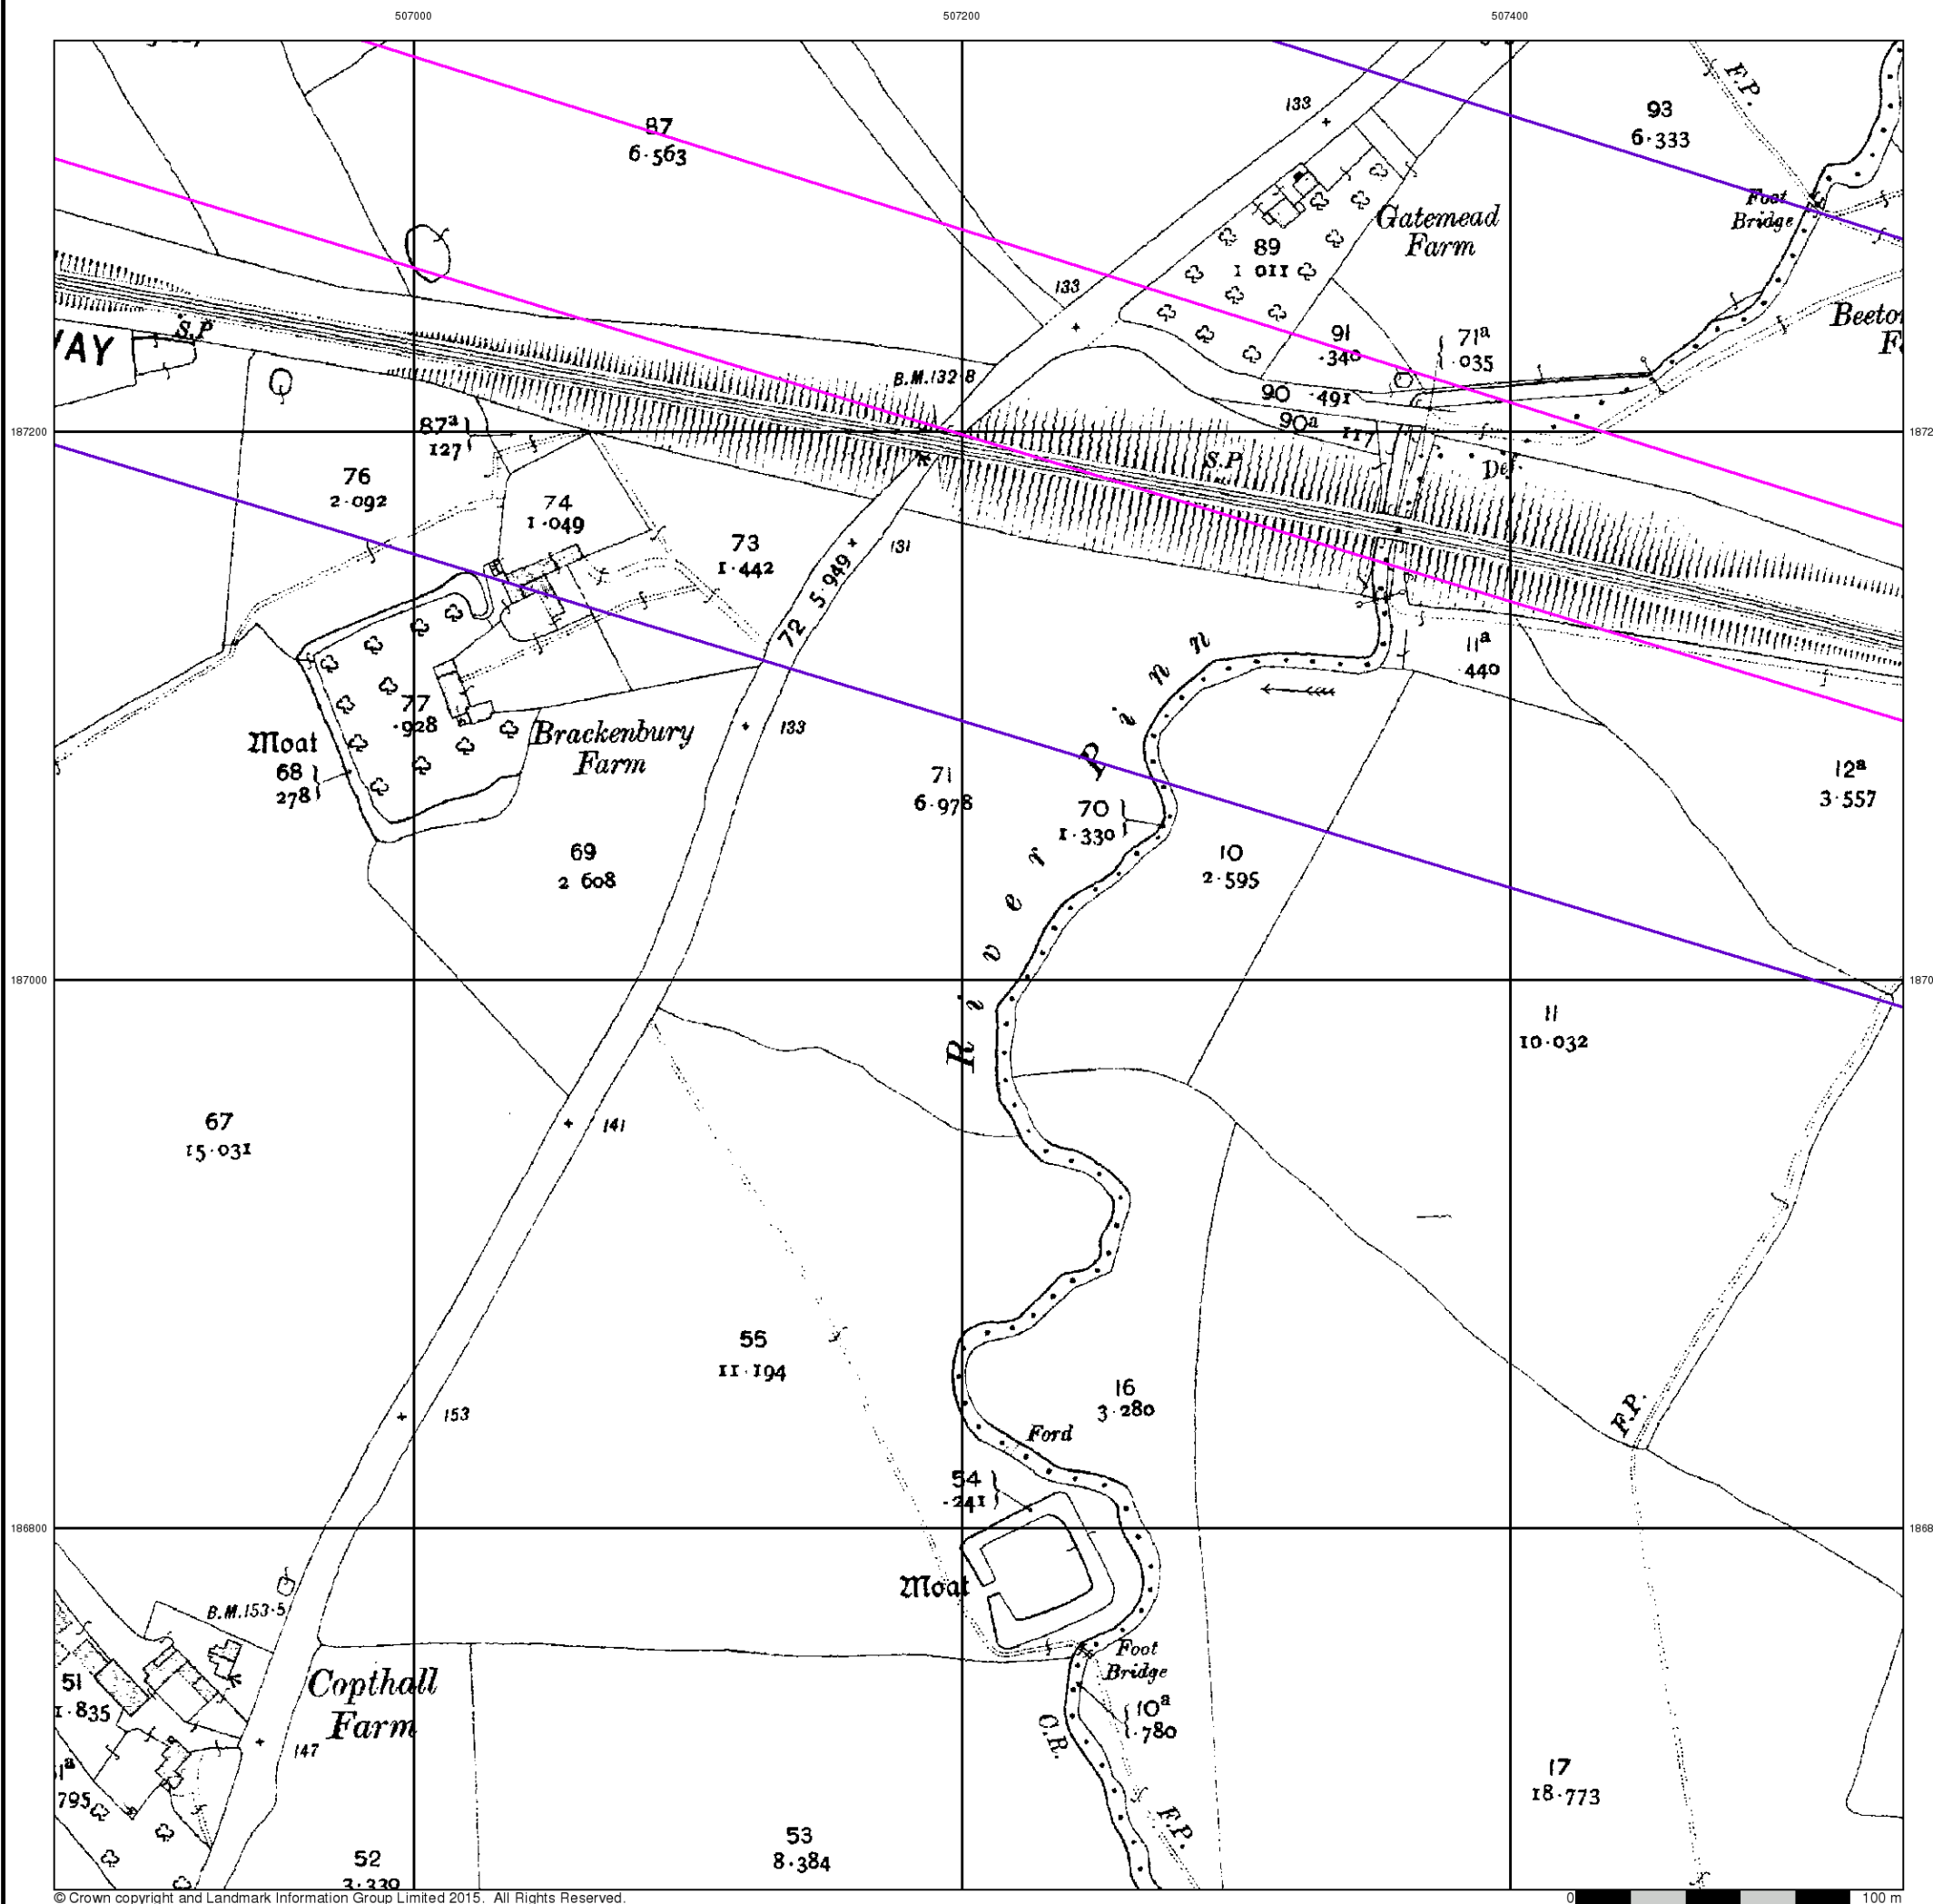 507000
507200
507400
F.P.
133
93
6·333
87
6·563
Foot
Bridge
Gatemead
Farm
89
1 011
133
S.P
91
·340
71ª
·035
WAY
B.M.132·8
90 ·491
90ª 117
187200
87ª
127
S.P
Def.
76
2·092
74
1·049
73
1·442
131
72 5·949
11ª
440
Moat
68
278
77
·928
Brackenbury
Farm
133
71
6·978
River Pinn
70
1·330
12ª
3·557
69
2 608
10
2·595
187000
11
10·032
67
15·031
141
55
11·194
16
3·280
153
F.P.
Ford
54
·241
186800
Moat
B.M.153·5
Foot
Bridge
51
1·835
Copthall
Farm
10ª
·780
C.R.
147
17
18·773
795
F.P.
53
8·384
52
3·339
© Crown copyright and Landmark Information Group Limited 2015. All Rights Reserved.
0 100 m